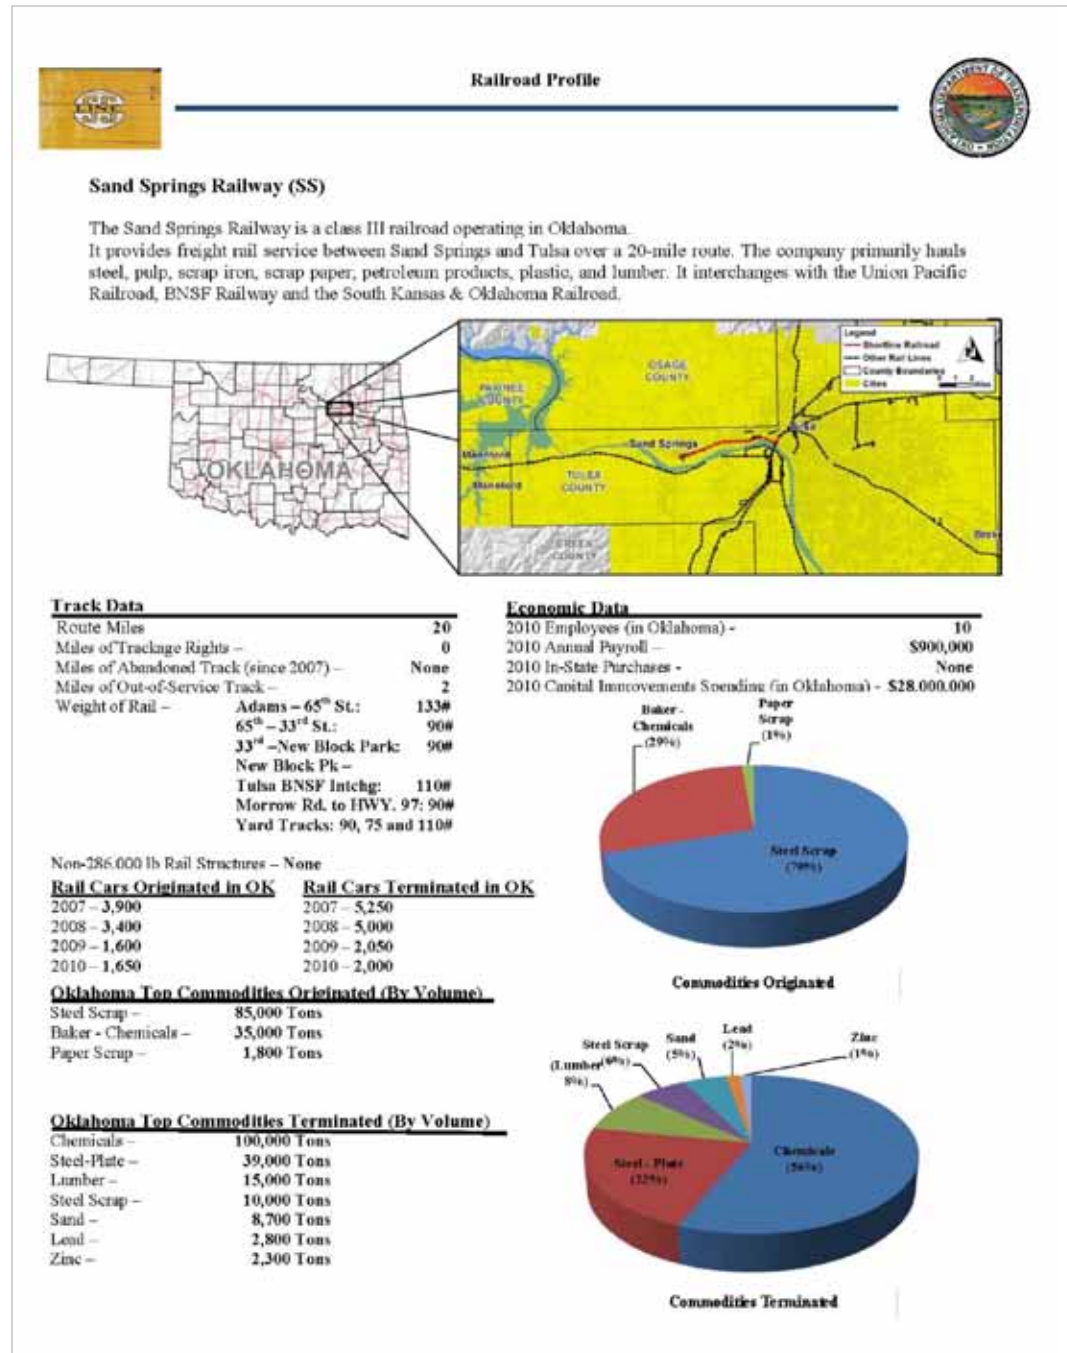 Railroad Profile
LINE
OKLAHOMA DEPARTMENT OF TRANSPORTATION
Sand Springs Railway (SS)
The Sand Springs Railway is a class III railroad operating in Oklahoma.
It provides freight rail service between Sand Springs and Tulsa over a 20-mile route. The company primarily hauls
steel, pulp, scrap iron, scrap paper, petroleum products, plastic, and lumber. It interchanges with the Union Pacific
Railroad, BNSF Railway and the South Kansas & Oklahoma Railroad.
OKLAHOMA
OSAGE
COUNTY
PAWNEE
COUNTY
Sand Springs
Mannford
Mannford
TULSA
COUNTY
CREEK
COUNTY
Legend
Shortline Railroad
Other Rail Lines
County Boundaries
Cities
Track Data
Route Miles 20
Miles of Trackage Rights – 0
Miles of Abandoned Track (since 2007) – None
Miles of Out-of-Service Track – 2
Weight of Rail – Adams – 65th St.: 133#
65th – 33rd St.: 90#
33rd –New Block Park: 90#
New Block Pk –
Tulsa BNSF Intchg: 110#
Morrow Rd. to HWY. 97: 90#
Yard Tracks: 90, 75 and 110#
Non-286,000 lb Rail Structures – None
Economic Data
2010 Employees (in Oklahoma) - 10
2010 Annual Payroll – $900,000
2010 In-State Purchases - None
2010 Capital Improvements Spending (in Oklahoma) - $28,000,000
Rail Cars Originated in OK
2007 – 3,900
2008 – 3,400
2009 – 1,600
2010 – 1,650
Rail Cars Terminated in OK
2007 – 5,250
2008 – 5,000
2009 – 2,050
2010 – 2,000
Oklahoma Top Commodities Originated (By Volume)
Steel Scrap – 85,000 Tons
Baker - Chemicals – 35,000 Tons
Paper Scrap – 1,800 Tons
Baker -
Chemicals
(29%)
Paper
Scrap
(1%)
Steel Scrap
(70%)
Commodities Originated
Oklahoma Top Commodities Terminated (By Volume)
Chemicals – 100,000 Tons
Steel-Plate – 39,000 Tons
Lumber – 15,000 Tons
Steel Scrap – 10,000 Tons
Sand – 8,700 Tons
Lead – 2,800 Tons
Zinc – 2,300 Tons
(Lumber
8%)
Steel Scrap
(6%)
Sand
(5%)
Lead
(2%)
Zinc
(1%)
Steel - Plate
(22%)
Chemicals
(56%)
Commodities Terminated